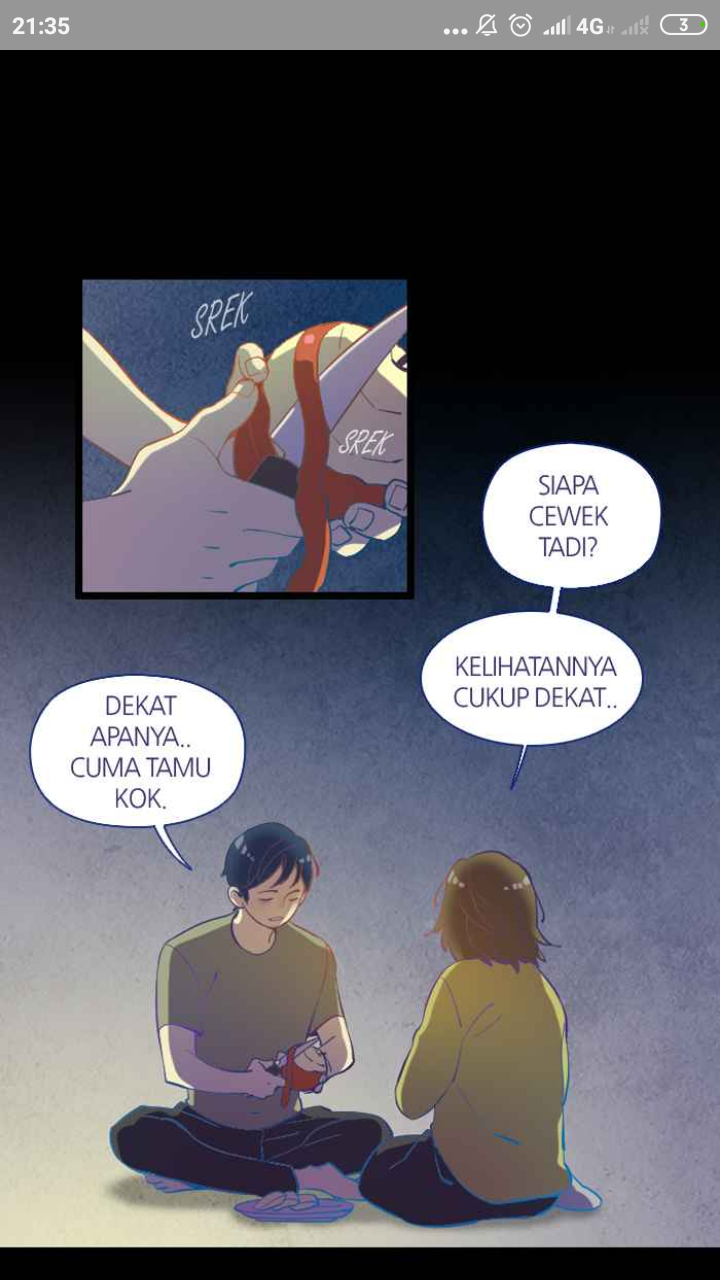 21:35
4G
3
SREK
SREK
SIAPA
CEWEK
TADI?
KELIHATANNYA
CUKUP DEKAT..
DEKAT
APANYA..
CUMA TAMU
KOK.